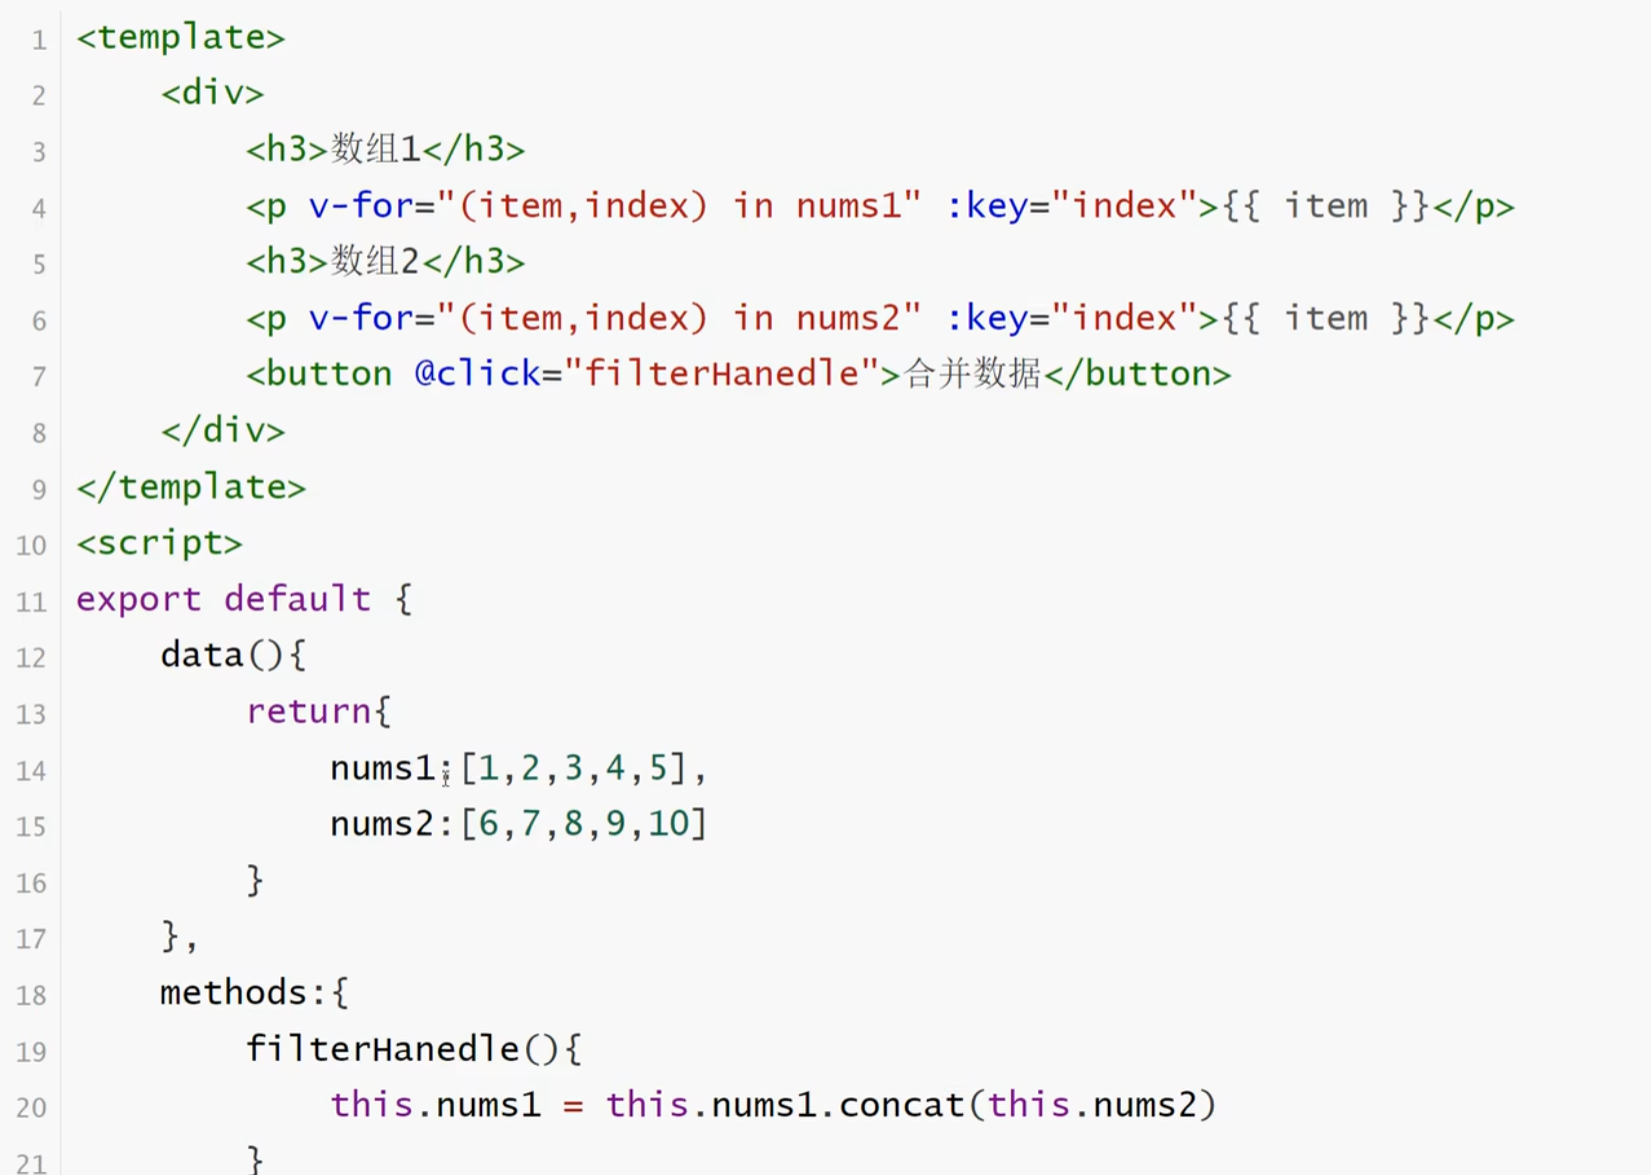 1 <template>
2 <div>
3 <h3>数组1</h3>
4 <p v-for="(item,index) in nums1" :key="index">{{ item }}</p>
5 <h3>数组2</h3>
6 <p v-for="(item,index) in nums2" :key="index">{{ item }}</p>
7 <button @click="filterHanedle">合并数据</button>
8 </div>
9 </template>
10 <script>
11 export default {
12 data(){
13 return{
14 nums1:[1,2,3,4,5],
15 nums2:[6,7,8,9,10]
16 }
17 },
18 methods:{
19 filterHanedle(){
20 this.nums1 = this.nums1.concat(this.nums2)
21 }